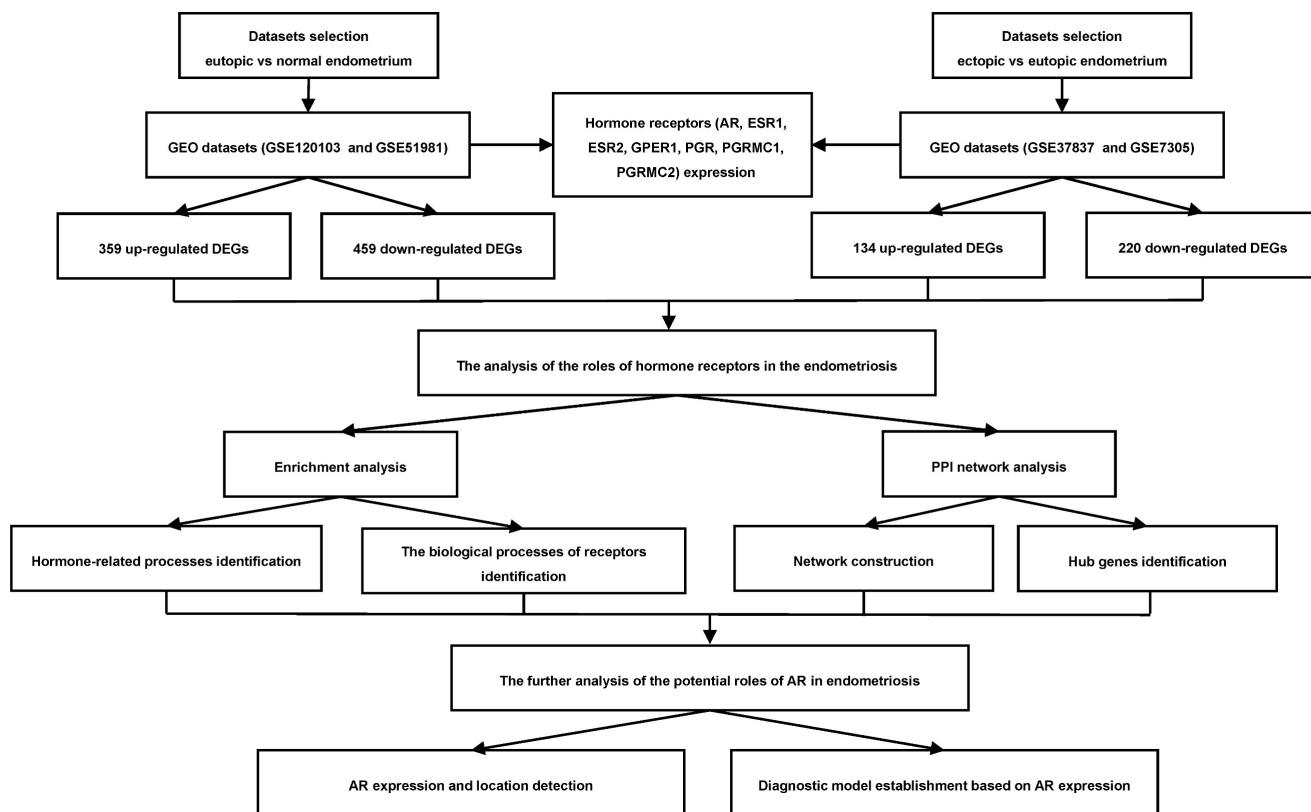 Datasets selection
eutopic vs normal endometrium
Datasets selection
ectopic vs eutopic endometrium
GEO datasets (GSE120103 and GSE51981)
Hormone receptors (AR, ESR1,
ESR2, GPER1, PGR, PGRMC1,
PGRMC2) expression
GEO datasets (GSE37837 and GSE7305)
359 up-regulated DEGs
459 down-regulated DEGs
134 up-regulated DEGs
220 down-regulated DEGs
The analysis of the roles of hormone receptors in the endometriosis
Enrichment analysis
PPI network analysis
Hormone-related processes identification
The biological processes of receptors
identification
Network construction
Hub genes identification
The further analysis of the potential roles of AR in endometriosis
AR expression and location detection
Diagnostic model establishment based on AR expression